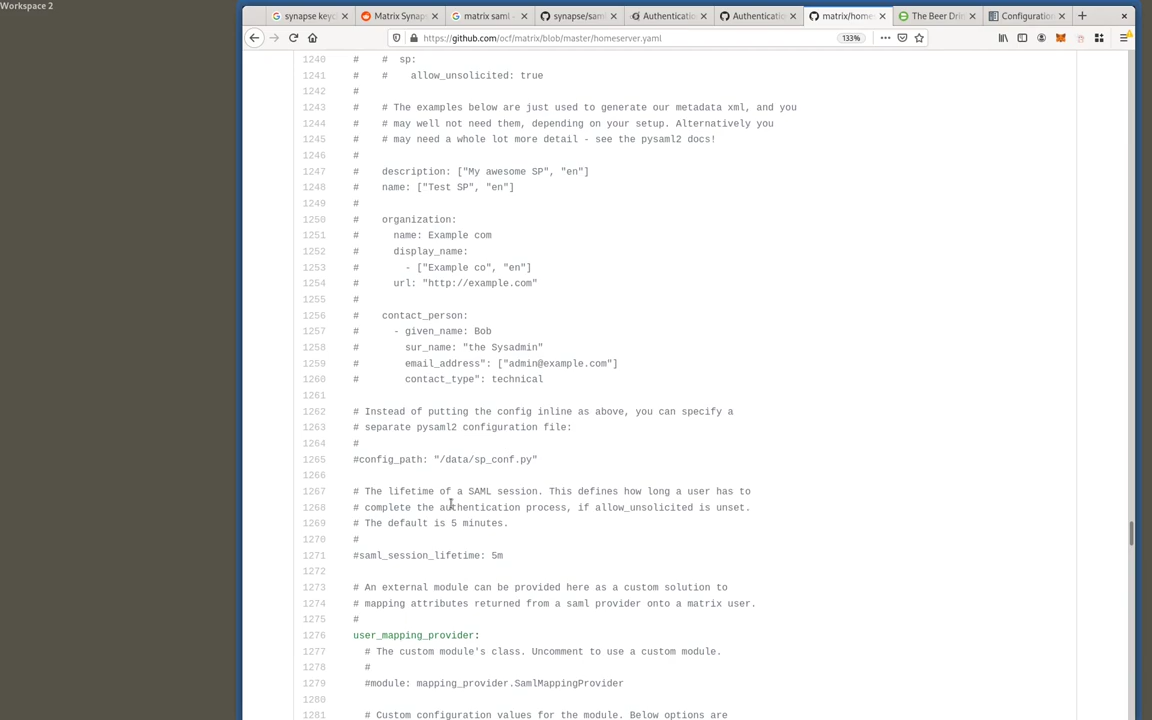 Workspace 2
synapse keyc
Matrix Synaps
matrix saml -
synapse/saml
Authenticatio
Authenticatio
matrix/home
The Beer Drin
Configuration
https://github.com/ocf/matrix/blob/master/homeserver.yaml
133%
1240 #   # sp:
1241 #   #   allow_unsolicited: true
1242 #
1243 #   # The examples below are just used to generate our metadata xml, and you
1244 #   # may well not need them, depending on your setup. Alternatively you
1245 #   # may need a whole lot more detail - see the pysaml2 docs!
1246 #
1247 #   description: ["My awesome SP", "en"]
1248 #   name: ["Test SP", "en"]
1249 #
1250 #   organization:
1251 #     name: Example com
1252 #     display_name:
1253 #       - ["Example co", "en"]
1254 #     url: "http://example.com"
1255 #
1256 #   contact_person:
1257 #     - given_name: Bob
1258 #       sur_name: "the Sysadmin"
1259 #       email_address": ["admin@example.com"]
1260 #       contact_type": technical
1261
1262 # Instead of putting the config inline as above, you can specify a
1263 # separate pysaml2 configuration file:
1264 #
1265 #config_path: "/data/sp_conf.py"
1266
1267 # The lifetime of a SAML session. This defines how long a user has to
1268 # complete the authentication process, if allow_unsolicited is unset.
1269 # The default is 5 minutes.
1270 #
1271 #saml_session_lifetime: 5m
1272
1273 # An external module can be provided here as a custom solution to
1274 # mapping attributes returned from a saml provider onto a matrix user.
1275 #
1276 user_mapping_provider:
1277   # The custom module's class. Uncomment to use a custom module.
1278   #
1279   #module: mapping_provider.SamlMappingProvider
1280
1281   # Custom configuration values for the module. Below options are